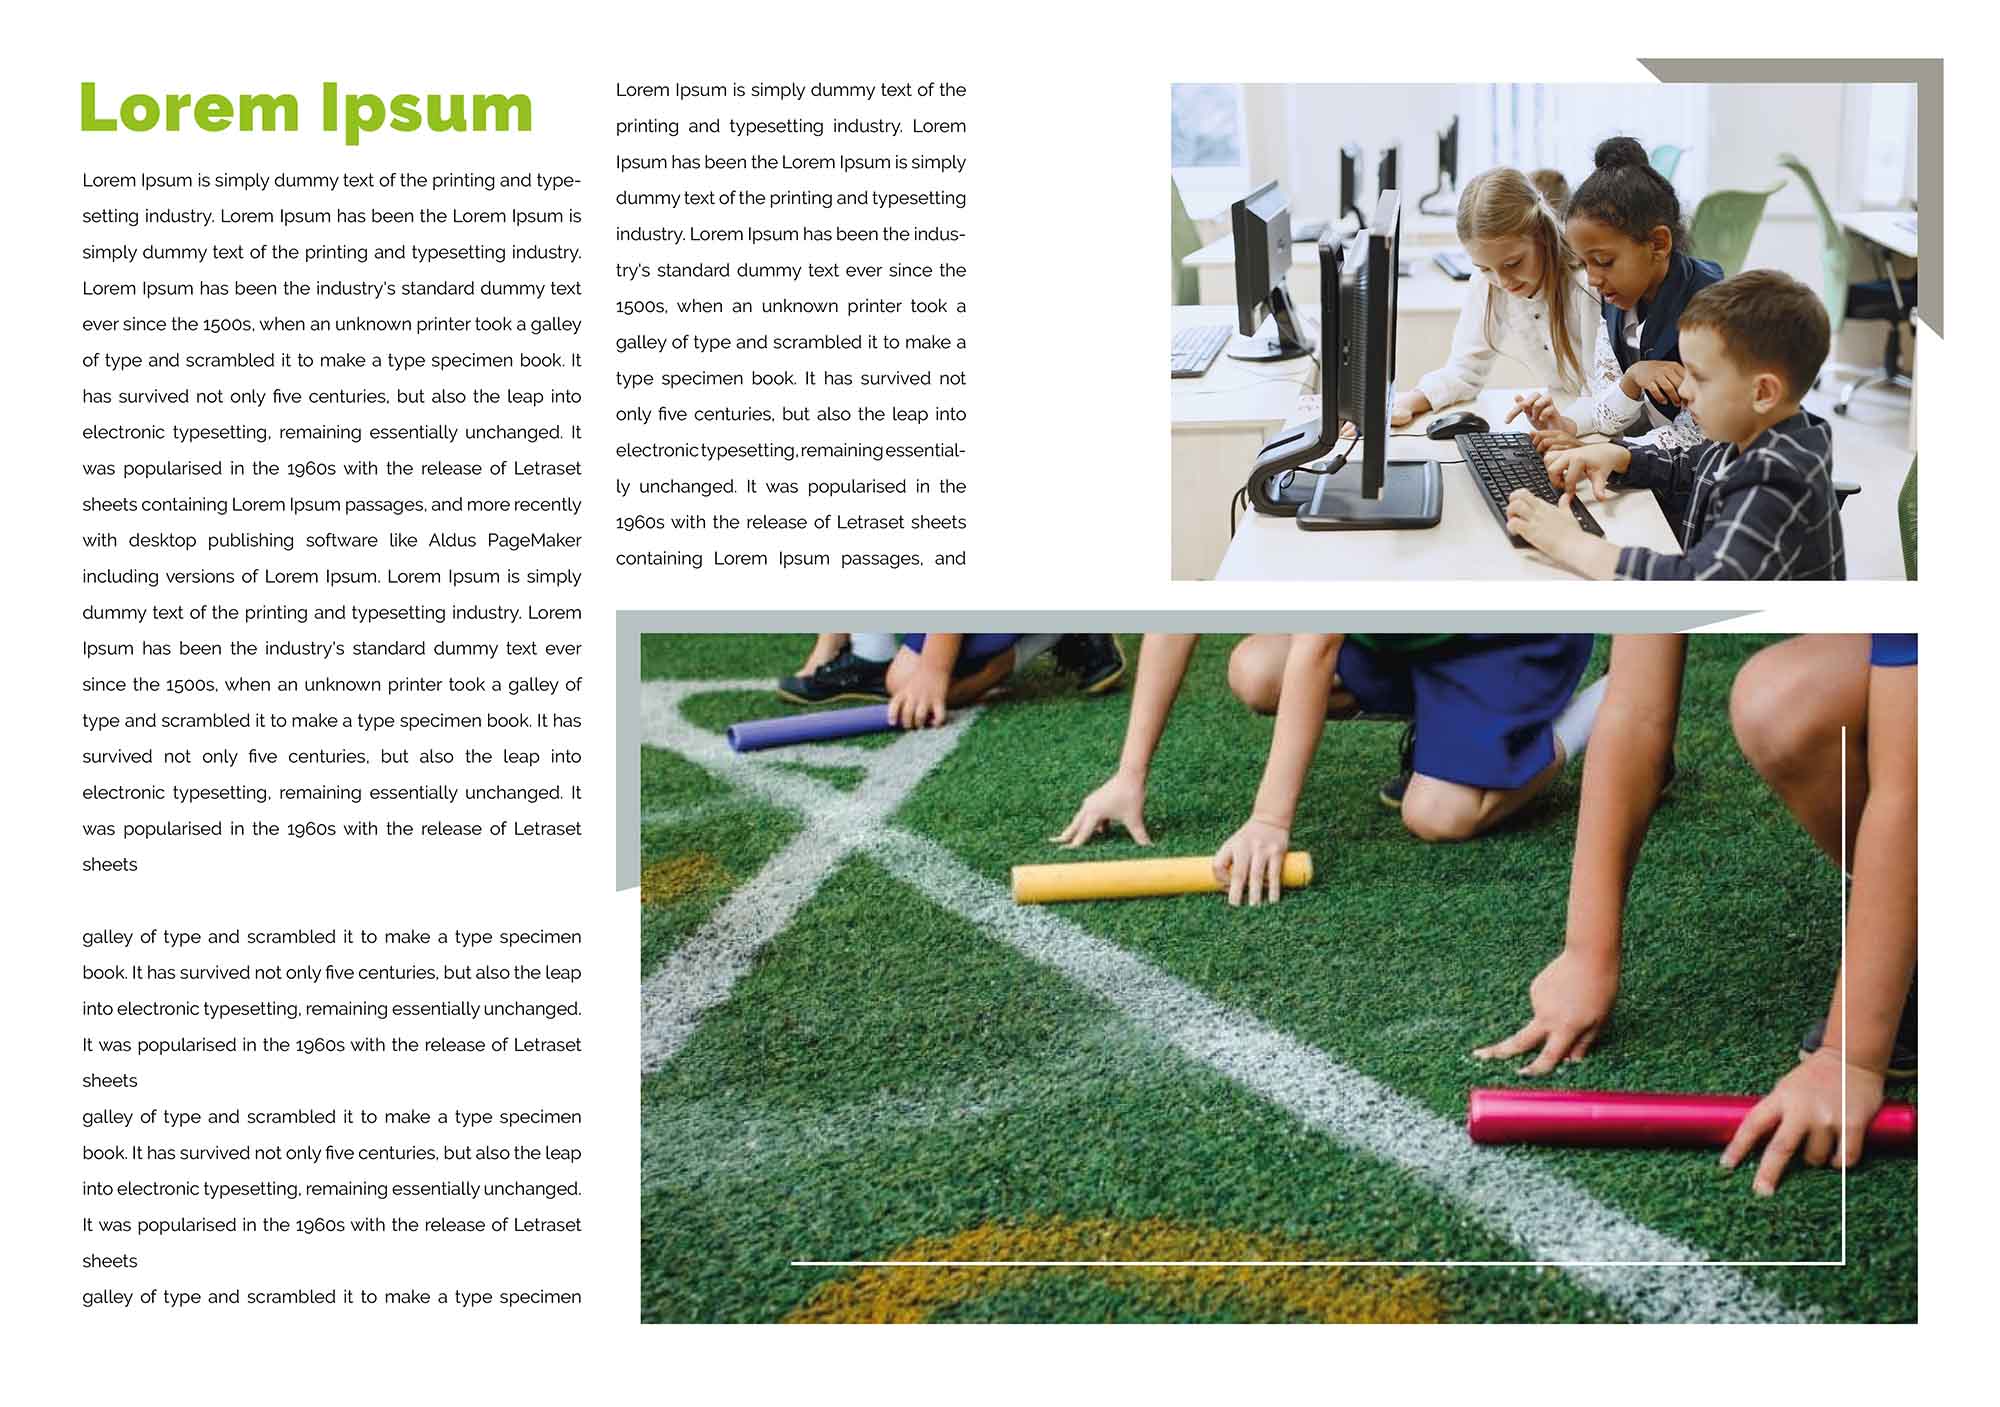 Lorem Ipsum
Lorem Ipsum is simply dummy text of the printing and type-
setting industry. Lorem Ipsum has been the Lorem Ipsum is
simply dummy text of the printing and typesetting industry.
Lorem Ipsum has been the industry's standard dummy text
ever since the 1500s, when an unknown printer took a galley
of type and scrambled it to make a type specimen book. It
has survived not only five centuries, but also the leap into
electronic typesetting, remaining essentially unchanged. It
was popularised in the 1960s with the release of Letraset
sheets containing Lorem Ipsum passages, and more recently
with desktop publishing software like Aldus PageMaker
including versions of Lorem Ipsum. Lorem Ipsum is simply
dummy text of the printing and typesetting industry. Lorem
Ipsum has been the industry's standard dummy text ever
since the 1500s, when an unknown printer took a galley of
type and scrambled it to make a type specimen book. It has
survived not only five centuries, but also the leap into
electronic typesetting, remaining essentially unchanged. It
was popularised in the 1960s with the release of Letraset
sheets
galley of type and scrambled it to make a type specimen
book. It has survived not only five centuries, but also the leap
into electronic typesetting, remaining essentially unchanged.
It was popularised in the 1960s with the release of Letraset
sheets
galley of type and scrambled it to make a type specimen
book. It has survived not only five centuries, but also the leap
into electronic typesetting, remaining essentially unchanged.
It was popularised in the 1960s with the release of Letraset
sheets
galley of type and scrambled it to make a type specimen
Lorem Ipsum is simply dummy text of the
printing and typesetting industry. Lorem
Ipsum has been the Lorem Ipsum is simply
dummy text of the printing and typesetting
industry. Lorem Ipsum has been the indus-
try's standard dummy text ever since the
1500s, when an unknown printer took a
galley of type and scrambled it to make a
type specimen book. It has survived not
only five centuries, but also the leap into
electronic typesetting, remaining essential-
ly unchanged. It was popularised in the
1960s with the release of Letraset sheets
containing Lorem Ipsum passages, and